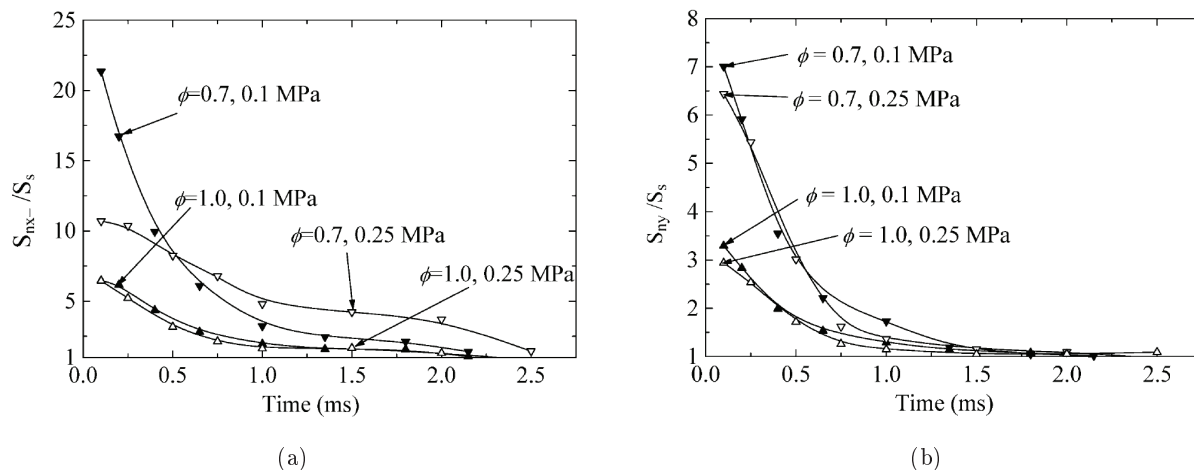 25
20
15
10
5
1
S_nx− /S_s
0.0 0.5 1.0 1.5 2.0 2.5
Time (ms)
ϕ=0.7, 0.1 MPa
ϕ=1.0, 0.1 MPa
ϕ=0.7, 0.25 MPa
ϕ=1.0, 0.25 MPa
(a)
7
6
5
4
3
2
1
S_ny /S_s
0.0 0.5 1.0 1.5 2.0 2.5
Time (ms)
ϕ = 0.7, 0.1 MPa
ϕ = 0.7, 0.25 MPa
ϕ = 1.0, 0.1 MPa
ϕ = 1.0, 0.25 MPa
(b)